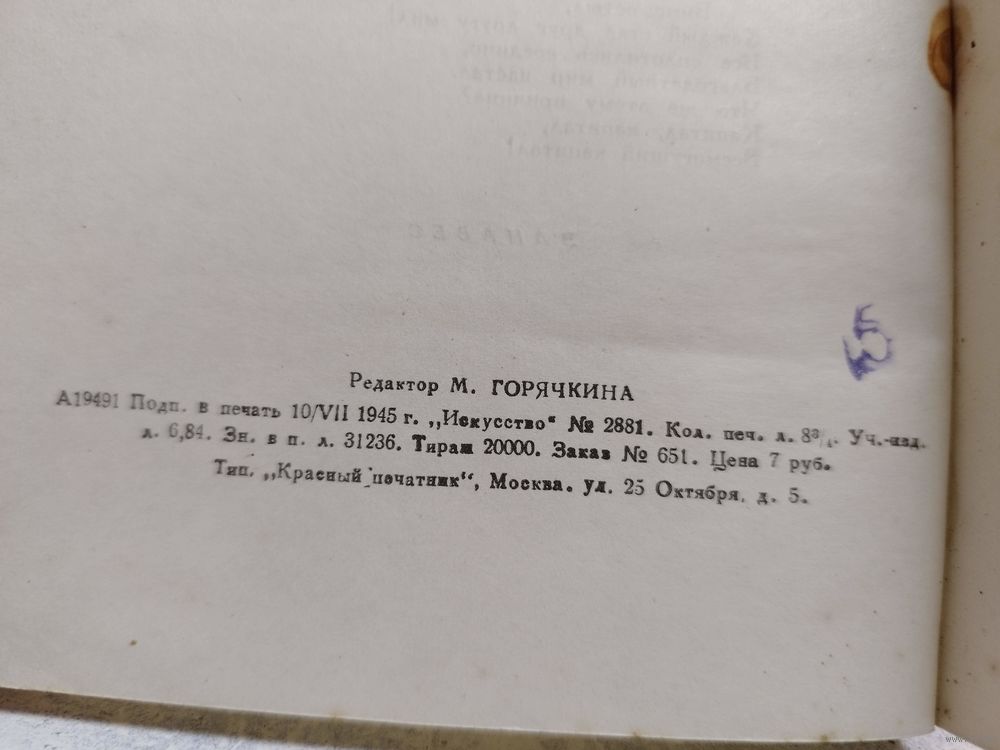 Редактор М. ГОРЯЧКИНА
А19491 Подп. в печать 10/VII 1945 г. „Искусство“ № 2881. Кол. печ. л. 8³/₄. Уч.-изд.
л. 6,84. Зн. в п. л. 31236. Тираж 20000. Заказ № 651. Цена 7 руб.
Тип. „Красный печатник“, Москва. ул. 25 Октября, д. 5.
5